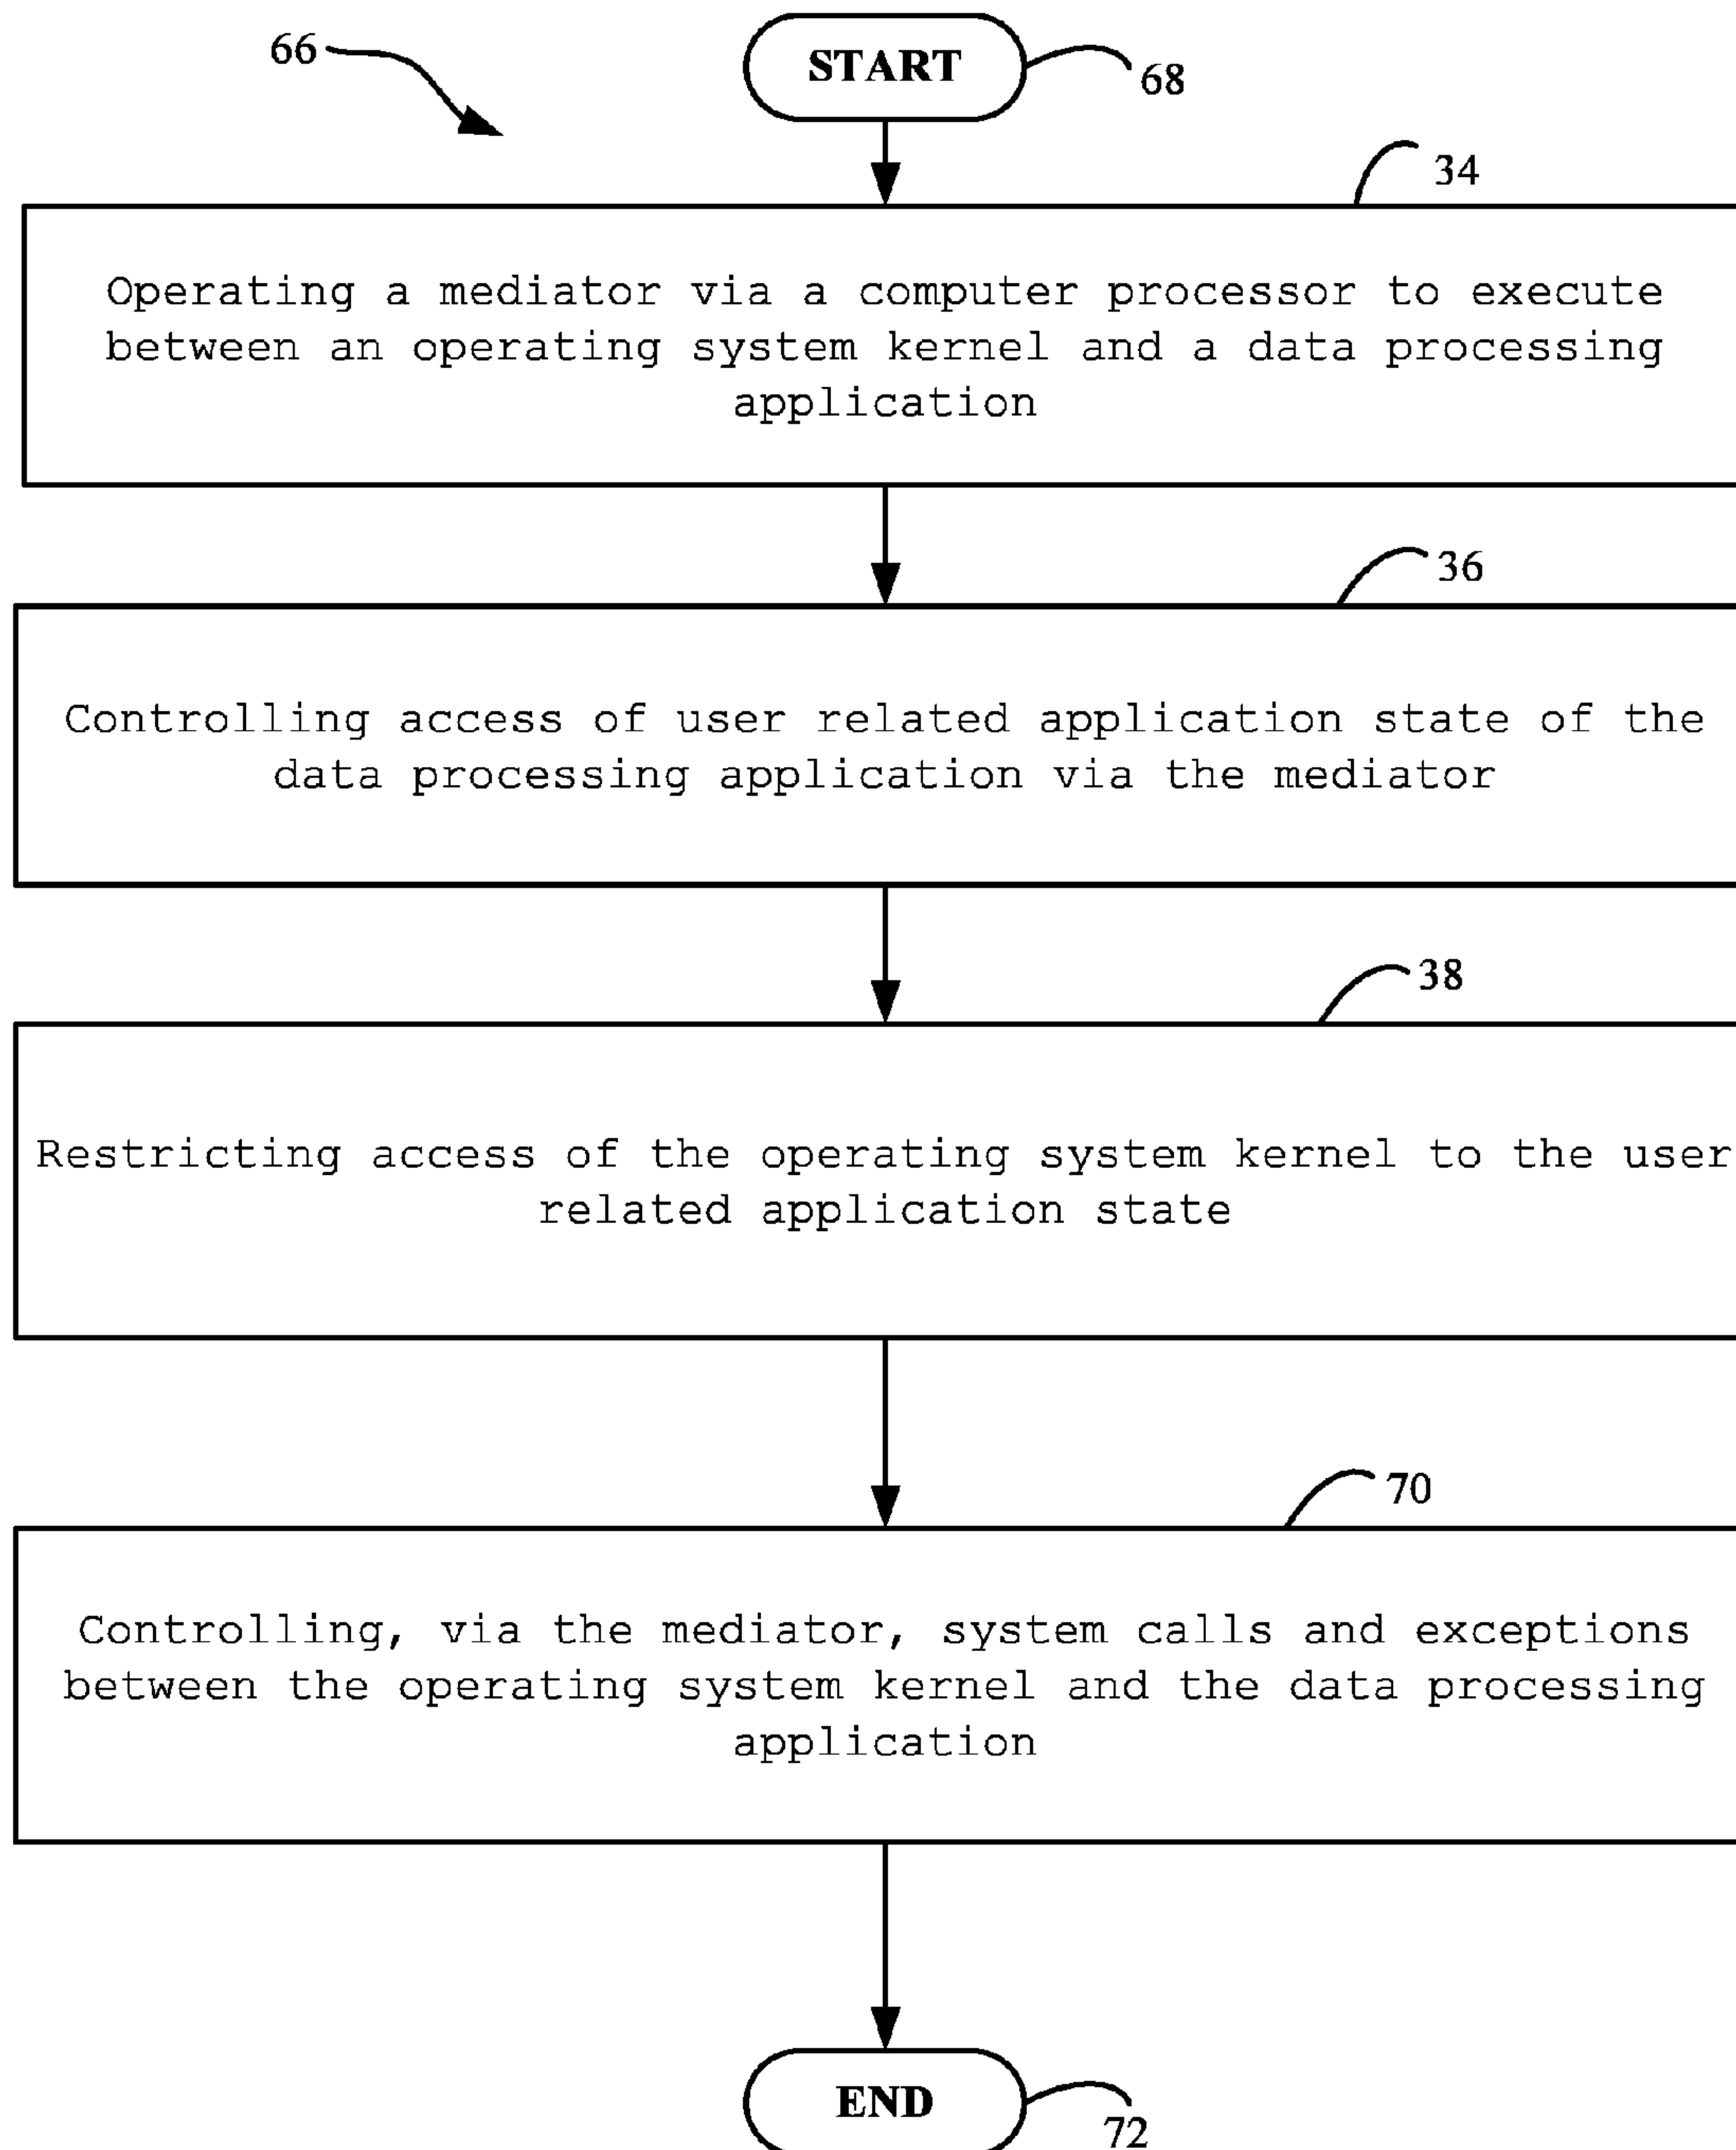 66
START
68
34
Operating a mediator via a computer processor to execute
between an operating system kernel and a data processing
application
36
Controlling access of user related application state of the
data processing application via the mediator
38
Restricting access of the operating system kernel to the user
related application state
70
Controlling, via the mediator, system calls and exceptions
between the operating system kernel and the data processing
application
END
72